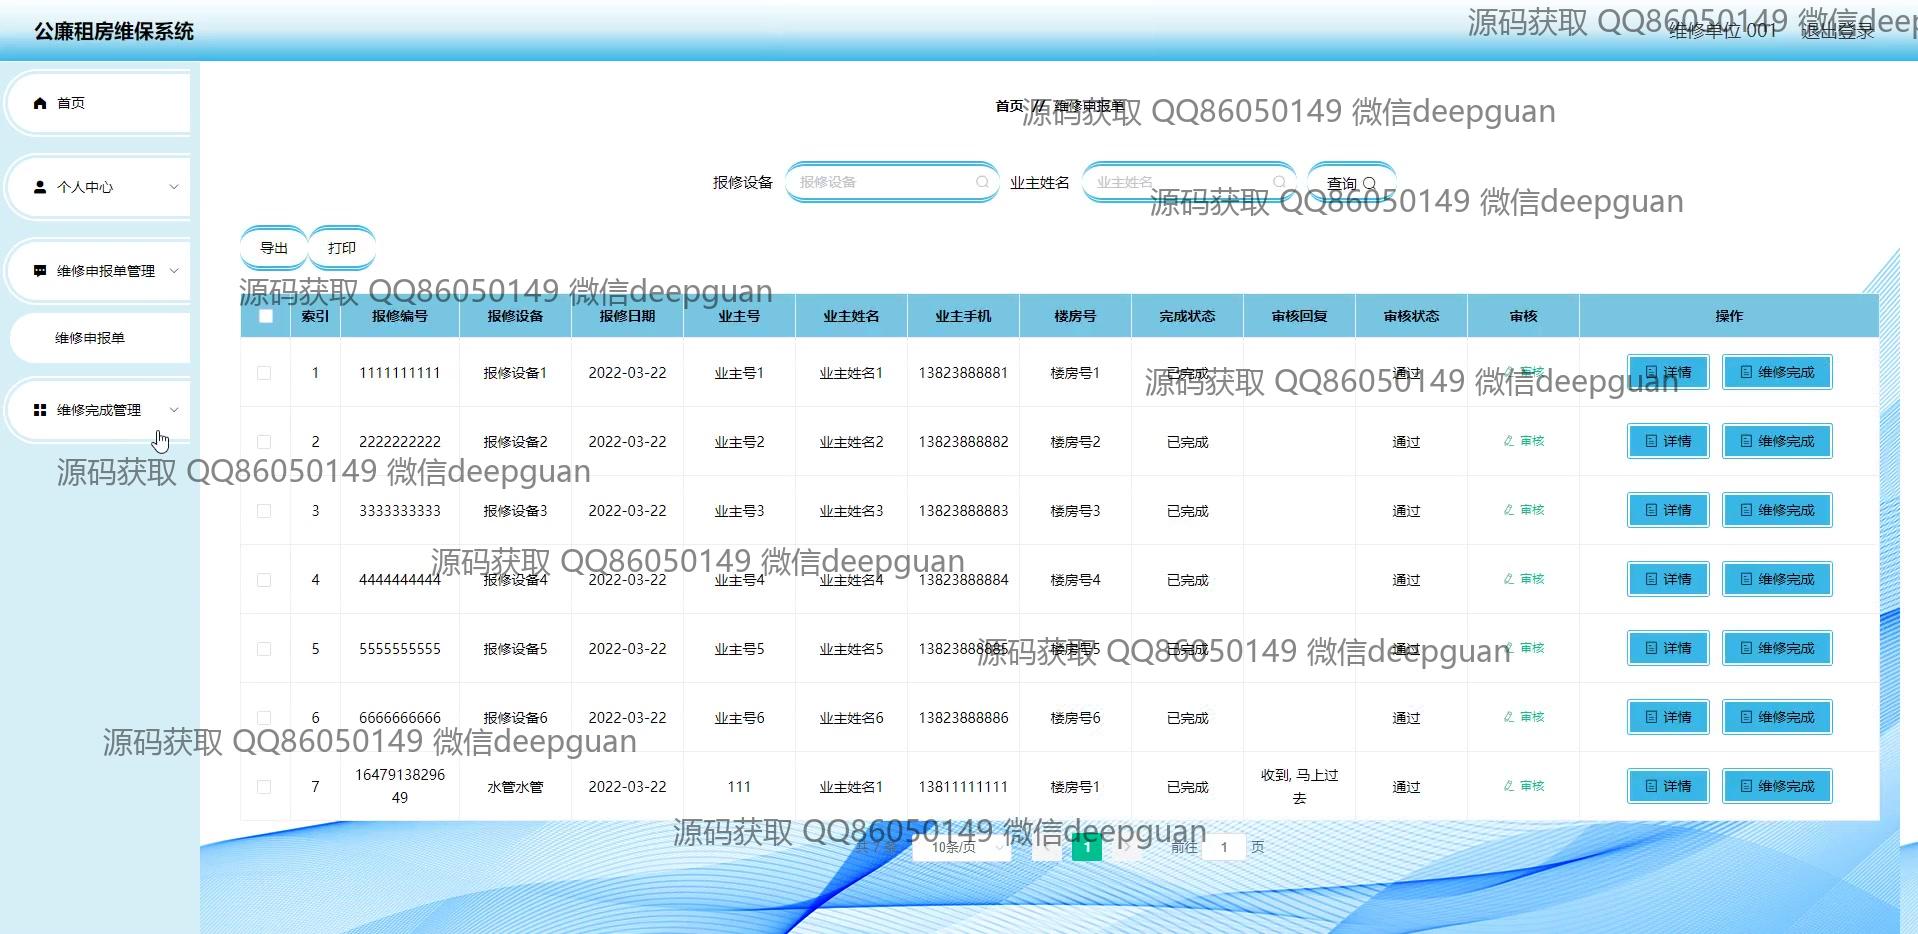 公廉租房维保系统
维修单位 001 退出登录
源码获取 QQ86050149 微信deep
首页
个人中心
维修申报单管理
维修申报单
维修完成管理
首页 // 维修申报单
源码获取 QQ86050149 微信deepguan
报修设备 报修设备 业主姓名 业主姓名 查询
源码获取 QQ86050149 微信deepguan
导出 打印
源码获取 QQ86050149 微信deepguan
索引 报修编号 报修设备 报修日期 业主号 业主姓名 业主手机 楼房号 完成状态 审核回复 审核状态 审核 操作
1 1111111111 报修设备1 2022-03-22 业主号1 业主姓名1 13823888881 楼房号1 已完成 通过 审核 详情 维修完成
源码获取 QQ86050149 微信deepguan
2 2222222222 报修设备2 2022-03-22 业主号2 业主姓名2 13823888882 楼房号2 已完成 通过 审核 详情 维修完成
源码获取 QQ86050149 微信deepguan
3 3333333333 报修设备3 2022-03-22 业主号3 业主姓名3 13823888883 楼房号3 已完成 通过 审核 详情 维修完成
源码获取 QQ86050149 微信deepguan
4 4444444444 报修设备4 2022-03-22 业主号4 业主姓名4 13823888884 楼房号4 已完成 通过 审核 详情 维修完成
5 5555555555 报修设备5 2022-03-22 业主号5 业主姓名5 13823888885 楼房号5 已完成 通过 审核 详情 维修完成
源码获取 QQ86050149 微信deepguan
6 6666666666 报修设备6 2022-03-22 业主号6 业主姓名6 13823888886 楼房号6 已完成 通过 审核 详情 维修完成
源码获取 QQ86050149 微信deepguan
7 16479138296
49 水管水管 2022-03-22 111 业主姓名1 13811111111 楼房号1 已完成 收到, 马上过
去 通过 审核 详情 维修完成
源码获取 QQ86050149 微信deepguan
共 7 条 10条/页 1 前往 1 页